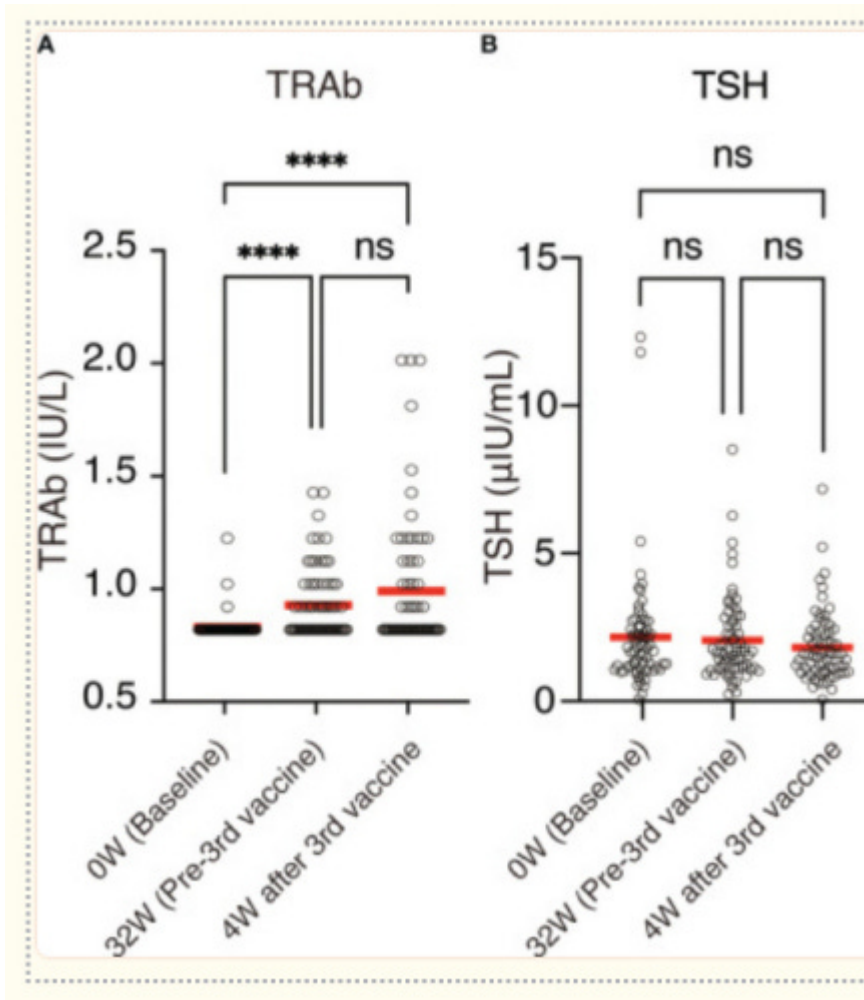 A
TRAb
****
****
ns
2.5
2.0
1.5
1.0
0.5
TRAb (IU/L)
0W (Baseline)
32W (Pre-3rd vaccine)
4W after 3rd vaccine
B
TSH
ns
ns
ns
15
10
5
0
TSH (μIU/mL)
0W (Baseline)
32W (Pre-3rd vaccine)
4W after 3rd vaccine